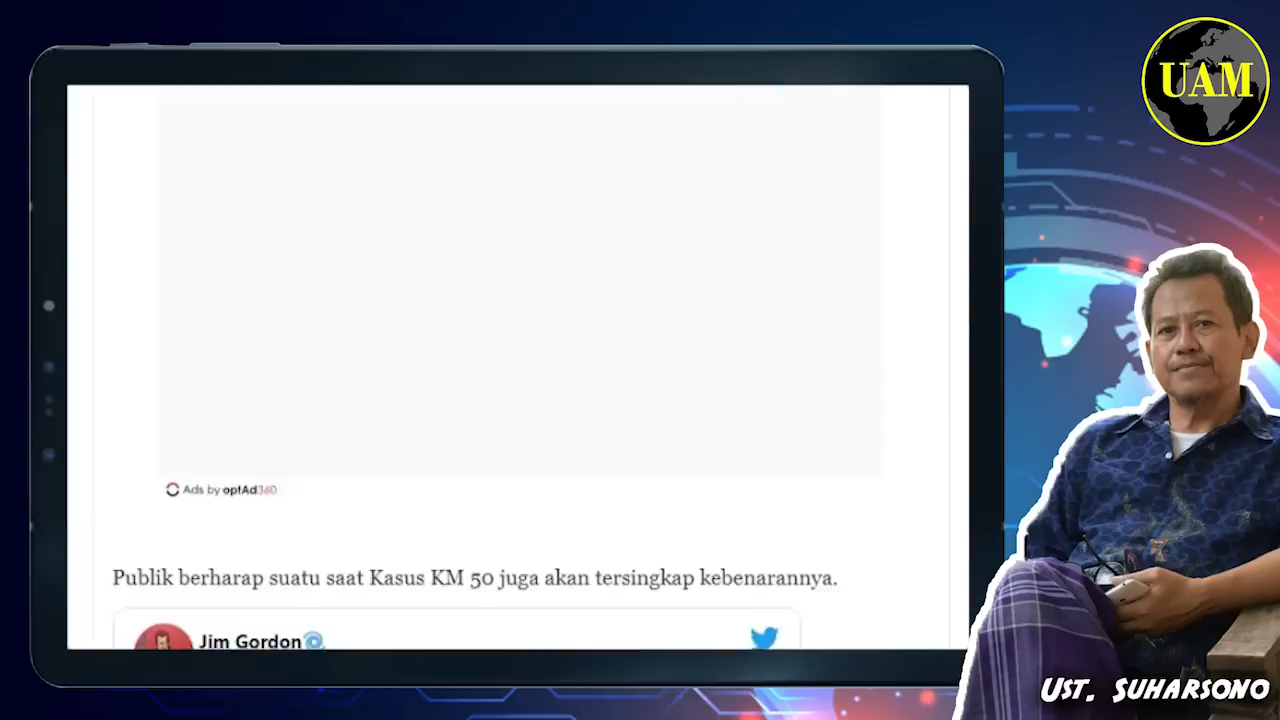 UAM
Ads by optAd360
Publik berharap suatu saat Kasus KM 50 juga akan tersingkap kebenarannya.
Jim Gordon
UST. SUHARSONO